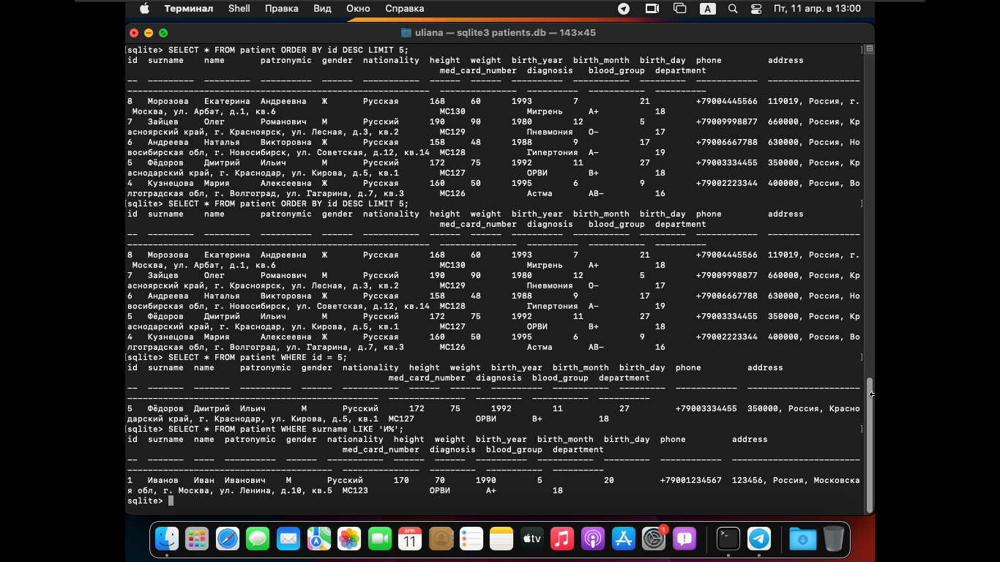 Терминал Shell Правка Вид Окно Справка A Пт, 11 апр. в 13:00
uliana — sqlite3 patients.db — 143×45
[sqlite> SELECT * FROM patient ORDER BY id DESC LIMIT 5; ]
id surname name patronymic gender nationality height weight birth_year birth_month birth_day phone address
med_card_number diagnosis blood_group department
8 Морозова Екатерина Андреевна Ж Русская 168 60 1993 7 21 +79004445566 119019, Россия, г.
Москва, ул. Арбат, д.1, кв.6 МС130 Мигрень A+ 18
7 Зайцев Олег Романович М Русский 190 90 1980 12 5 +79009998877 660000, Россия, Кр
асноярский край, г. Красноярск, ул. Лесная, д.3, кв.2 МС129 Пневмония O- 17
6 Андреева Наталья Викторовна Ж Русская 158 48 1988 9 17 +79006667788 630000, Россия, Но
восибирская обл, г. Новосибирск, ул. Советская, д.12, кв.14 МС128 Гипертония A- 19
5 Фёдоров Дмитрий Ильич М Русский 172 75 1992 11 27 +79003334455 350000, Россия, Кр
аснодарский край, г. Краснодар, ул. Кирова, д.5, кв.1 МС127 ОРВИ B+ 18
4 Кузнецова Мария Алексеевна Ж Русская 160 50 1995 6 9 +79002223344 400000, Россия, Во
лгоградская обл, г. Волгоград, ул. Гагарина, д.7, кв.3 МС126 Астма AB- 16
[sqlite> SELECT * FROM patient ORDER BY id DESC LIMIT 5; ]
id surname name patronymic gender nationality height weight birth_year birth_month birth_day phone address
med_card_number diagnosis blood_group department
8 Морозова Екатерина Андреевна Ж Русская 168 60 1993 7 21 +79004445566 119019, Россия, г.
Москва, ул. Арбат, д.1, кв.6 МС130 Мигрень A+ 18
7 Зайцев Олег Романович М Русский 190 90 1980 12 5 +79009998877 660000, Россия, Кр
асноярский край, г. Красноярск, ул. Лесная, д.3, кв.2 МС129 Пневмония O- 17
6 Андреева Наталья Викторовна Ж Русская 158 48 1988 9 17 +79006667788 630000, Россия, Но
восибирская обл, г. Новосибирск, ул. Советская, д.12, кв.14 МС128 Гипертония A- 19
5 Фёдоров Дмитрий Ильич М Русский 172 75 1992 11 27 +79003334455 350000, Россия, Кр
аснодарский край, г. Краснодар, ул. Кирова, д.5, кв.1 МС127 ОРВИ B+ 18
4 Кузнецова Мария Алексеевна Ж Русская 160 50 1995 6 9 +79002223344 400000, Россия, Во
лгоградская обл, г. Волгоград, ул. Гагарина, д.7, кв.3 МС126 Астма AB- 16
[sqlite> SELECT * FROM patient WHERE id = 5; ]
id surname name patronymic gender nationality height weight birth_year birth_month birth_day phone address
med_card_number diagnosis blood_group department
5 Фёдоров Дмитрий Ильич М Русский 172 75 1992 11 27 +79003334455 350000, Россия, Красно
дарский край, г. Краснодар, ул. Кирова, д.5, кв.1 МС127 ОРВИ B+ 18
[sqlite> SELECT * FROM patient WHERE surname LIKE 'И%'; ]
id surname name patronymic gender nationality height weight birth_year birth_month birth_day phone address
med_card_number diagnosis blood_group department
1 Иванов Иван Иванович М Русский 170 70 1990 5 20 +79001234567 123456, Россия, Московска
я обл, г. Москва, ул. Ленина, д.10, кв.5 МС123 ОРВИ A+ 18
sqlite>
АПР.
11
tv
1